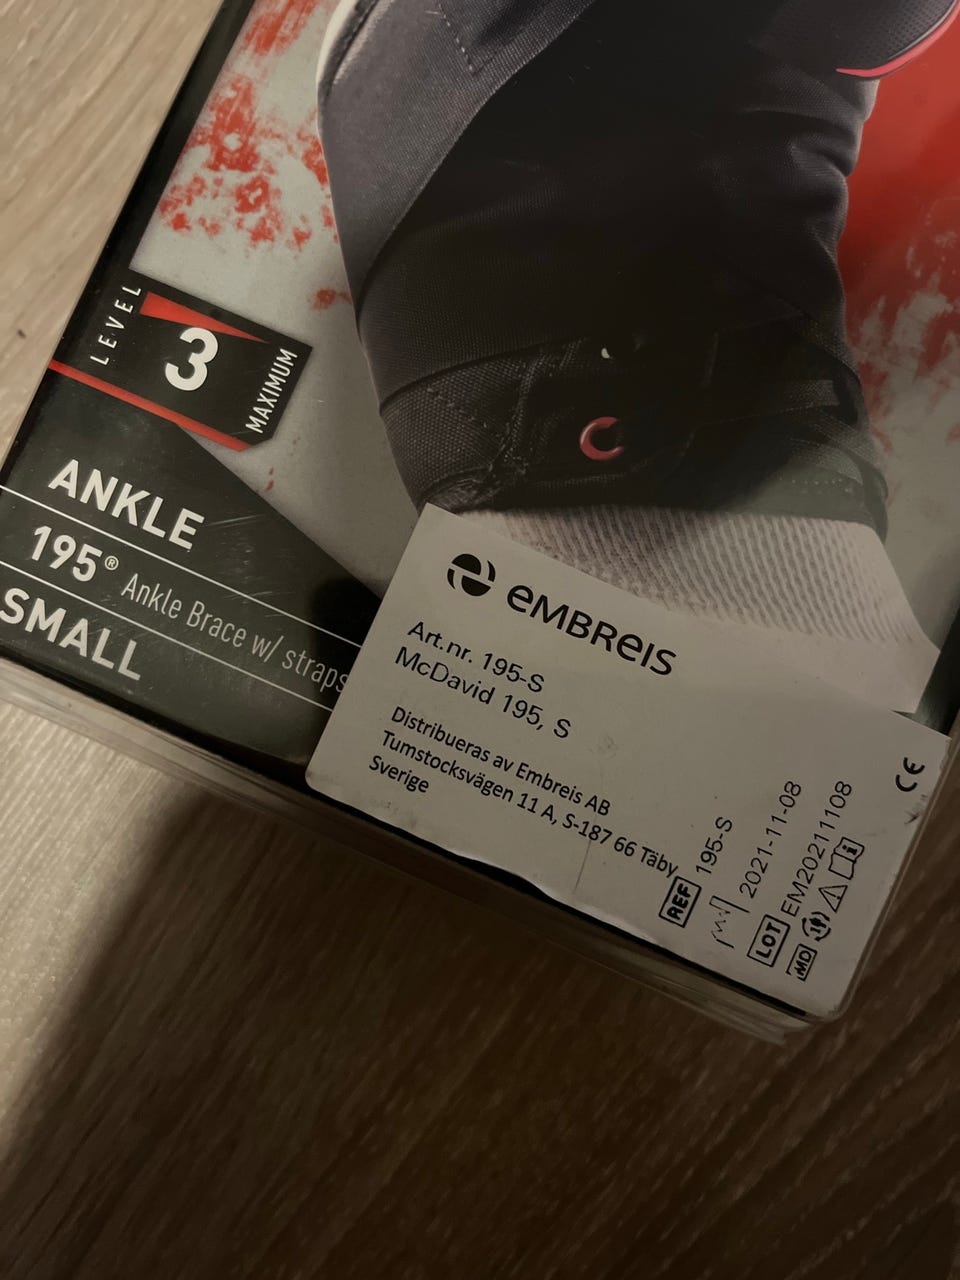 LEVEL
3
MAXIMUM
ANKLE
195® Ankle Brace w/ straps
SMALL
eMBREIS
Art.nr. 195-S
McDavid 195, S
Distribueras av Embreis AB
Tumstocksvägen 11 A, S-187 66 Täby
Sverige
REF 195-S
2021-11-08
LOT EM20211108
MD
CE